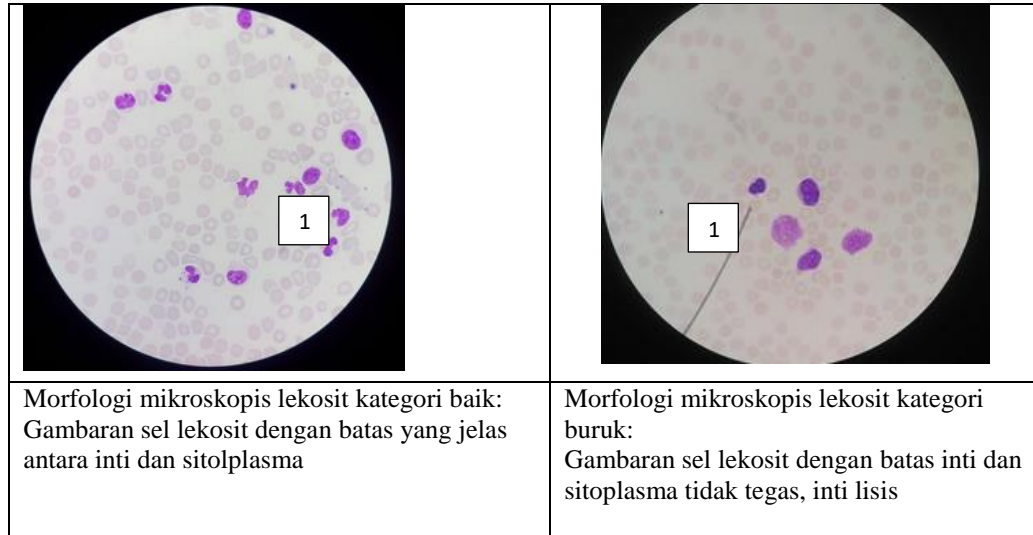 1
1
Morfologi mikroskopis lekosit kategori baik:
Gambaran sel lekosit dengan batas yang jelas
antara inti dan sitolplasma
Morfologi mikroskopis lekosit kategori
buruk:
Gambaran sel lekosit dengan batas inti dan
sitoplasma tidak tegas, inti lisis